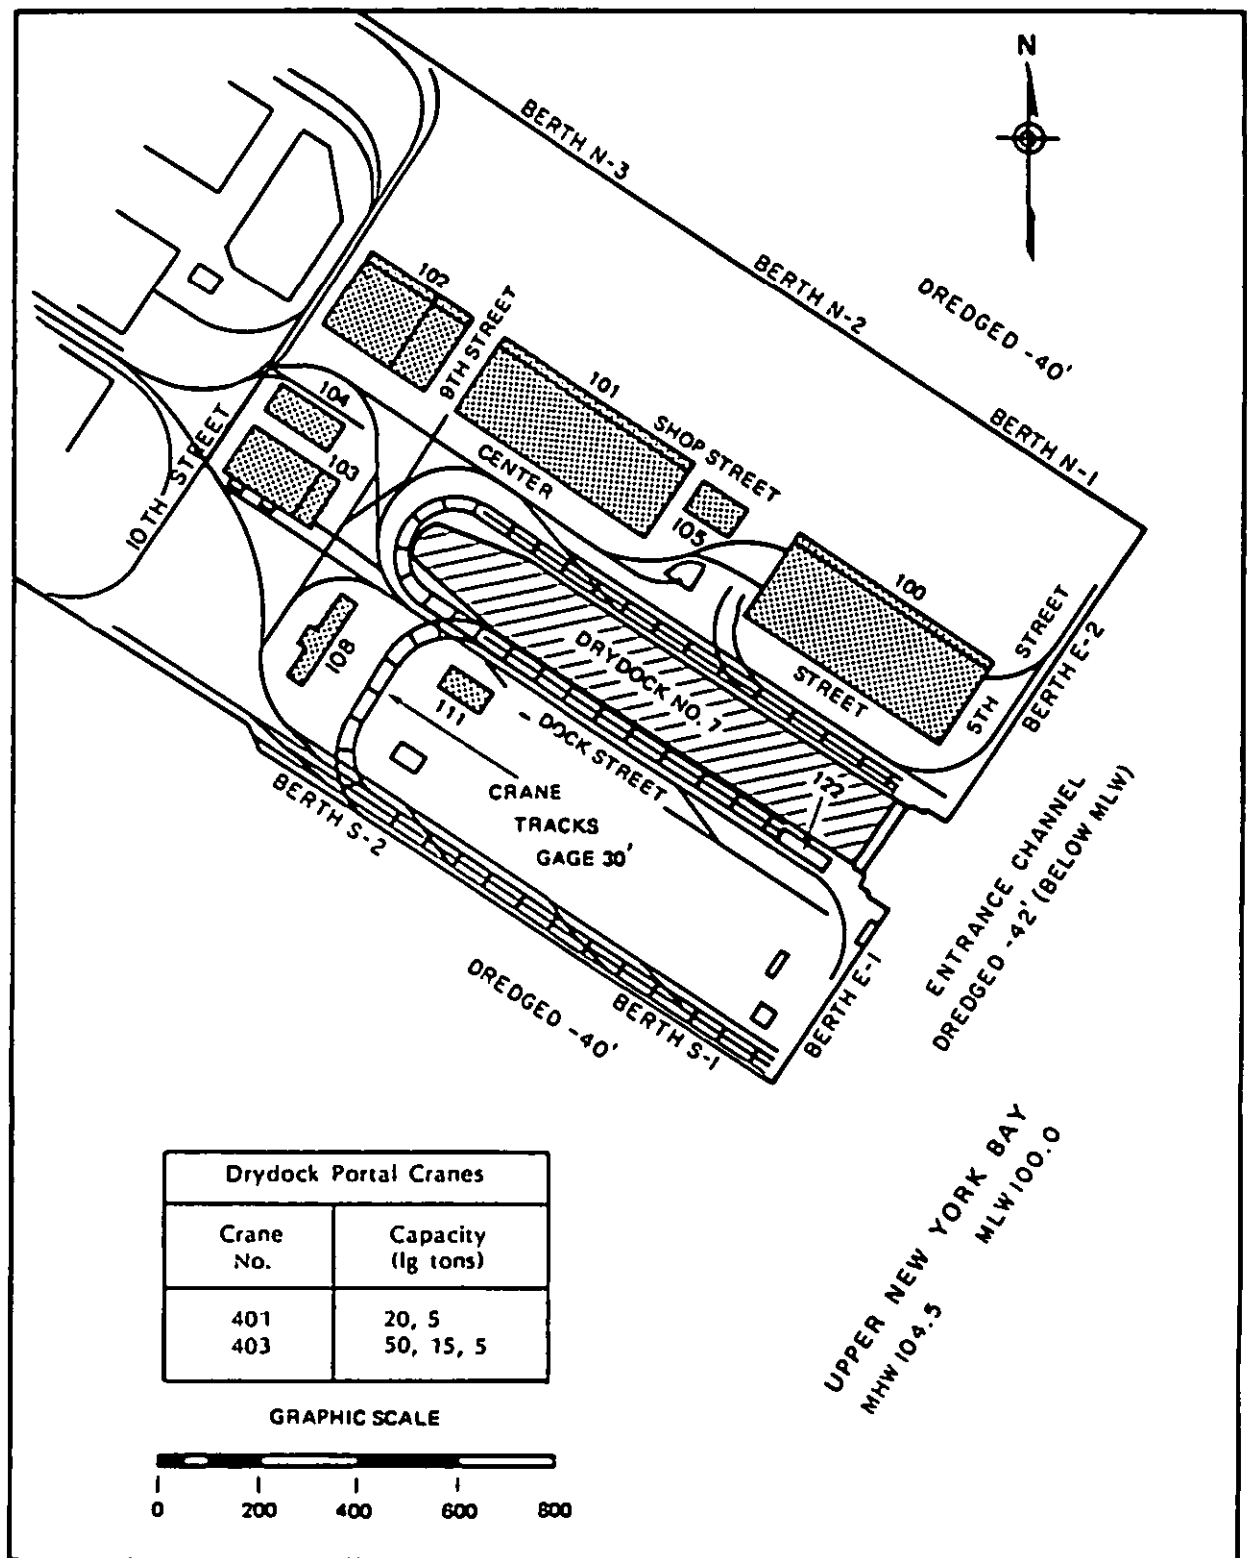 N
BERTH N-3
BERTH N-2
DREDGED -40'
BERTH N-1
102
9TH STREET
101
SHOP STREET
104
103
CENTER
105
10TH STREET
100
STREET
5TH
STREET
BERTH E-2
DRYDOCK NO. 7
108
111
DOCK STREET
122
CRANE
TRACKS
GAGE 30'
BERTH S-2
DREDGED -40'
BERTH S-1
BERTH E-1
ENTRANCE CHANNEL
DREDGED -42' (BELOW MLW)
UPPER NEW YORK BAY
MHW 104.5
MLW 100.0
Drydock Portal Cranes
Crane No.
Capacity (lg tons)
401 20, 5
403 50, 15, 5
GRAPHIC SCALE
0 200 400 600 800